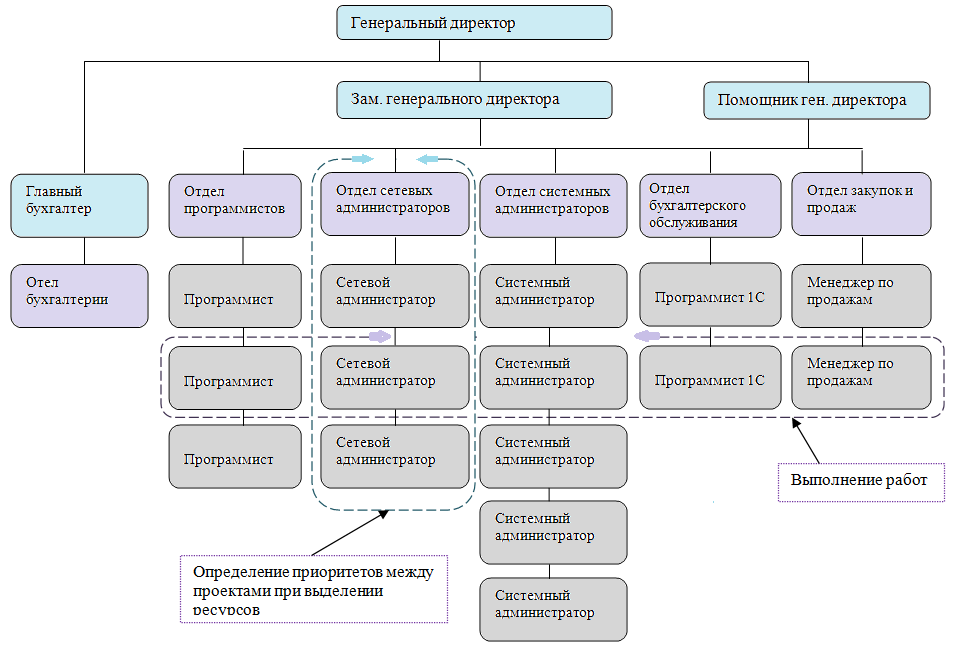 Генеральный директор
Зам. генерального директора
Помощник ген. директора
Главный
бухгалтер
Отдел
программистов
Отдел сетевых
администраторов
Отдел системных
администраторов
Отдел
бухгалтерского
обслуживания
Отдел закупок и
продаж
Отел
бухгалтерии
Программист
Сетевой
администратор
Системный
администратор
Программист 1С
Менеджер по
продажам
Программист
Сетевой
администратор
Системный
администратор
Программист 1С
Менеджер по
продажам
Программист
Сетевой
администратор
Системный
администратор
Выполнение работ
Системный
администратор
Определение приоритетов между
проектами при выделении
ресурсов
Системный
администратор